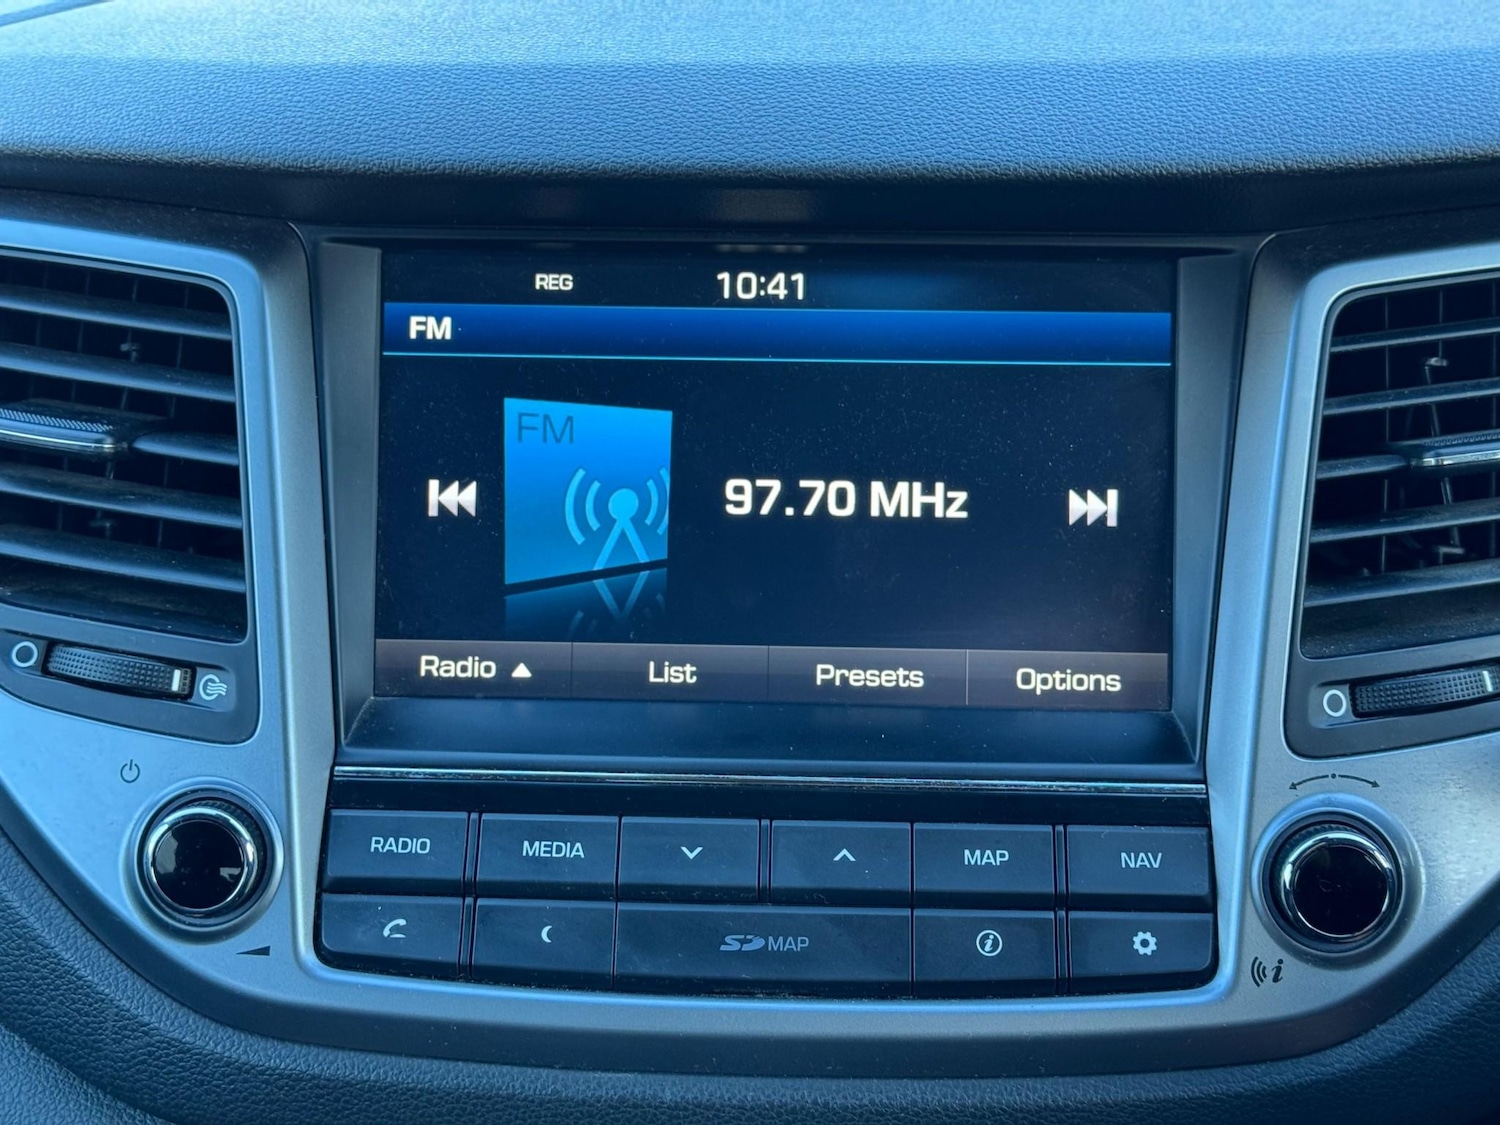 REG 10:41
FM
FM
97.70 MHz
Radio List Presets Options
RADIO MEDIA MAP NAV
SD MAP i
i